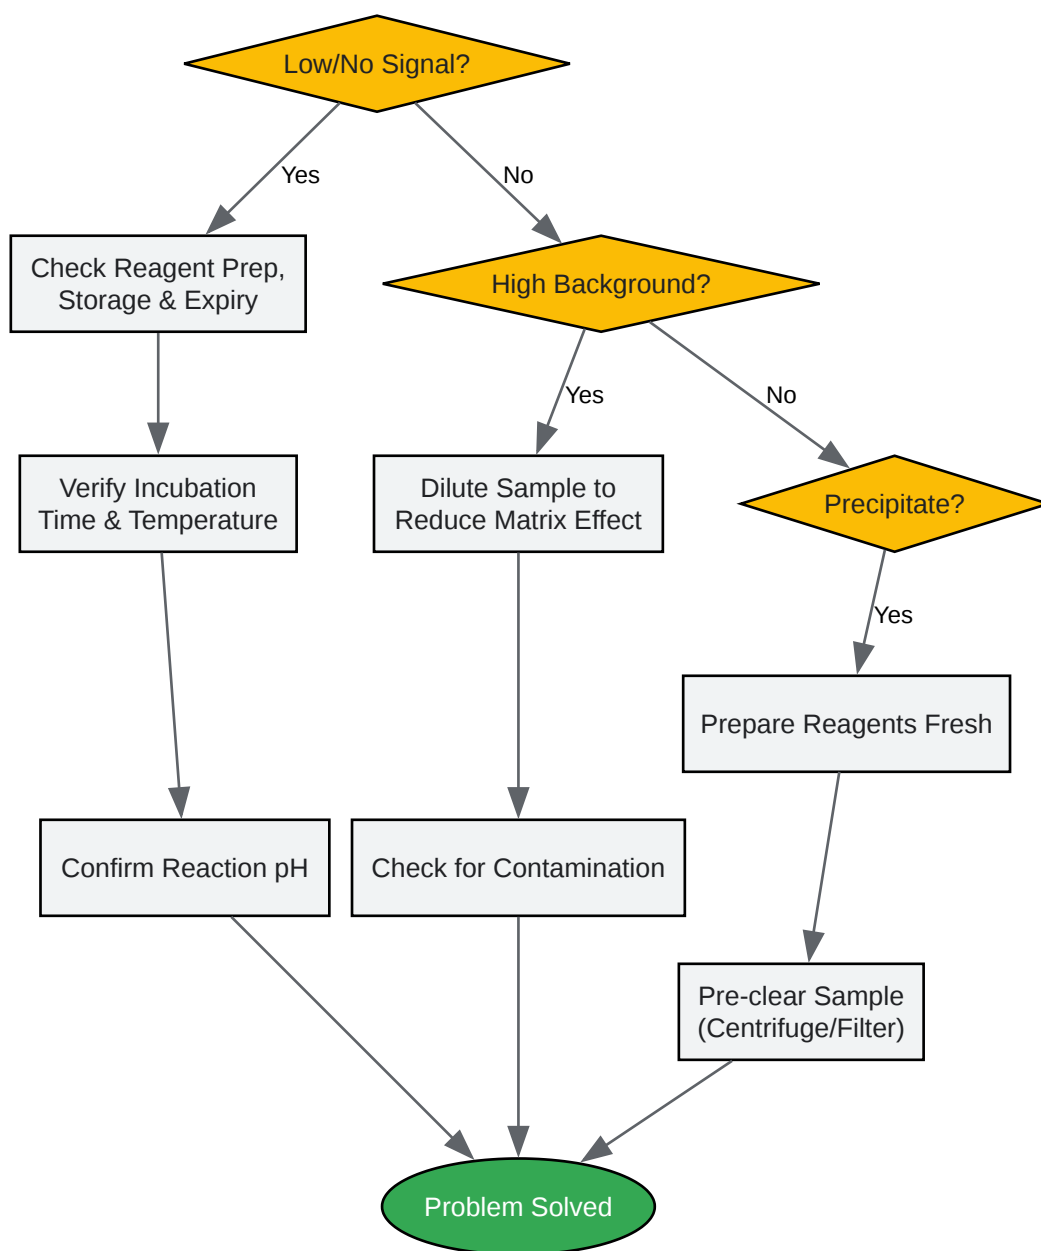 Low/No Signal?
Yes
No
Check Reagent Prep,
Storage & Expiry
High Background?
Yes
No
Verify Incubation
Time & Temperature
Dilute Sample to
Reduce Matrix Effect
Precipitate?
Yes
Prepare Reagents Fresh
Confirm Reaction pH
Check for Contamination
Pre-clear Sample
(Centrifuge/Filter)
Problem Solved